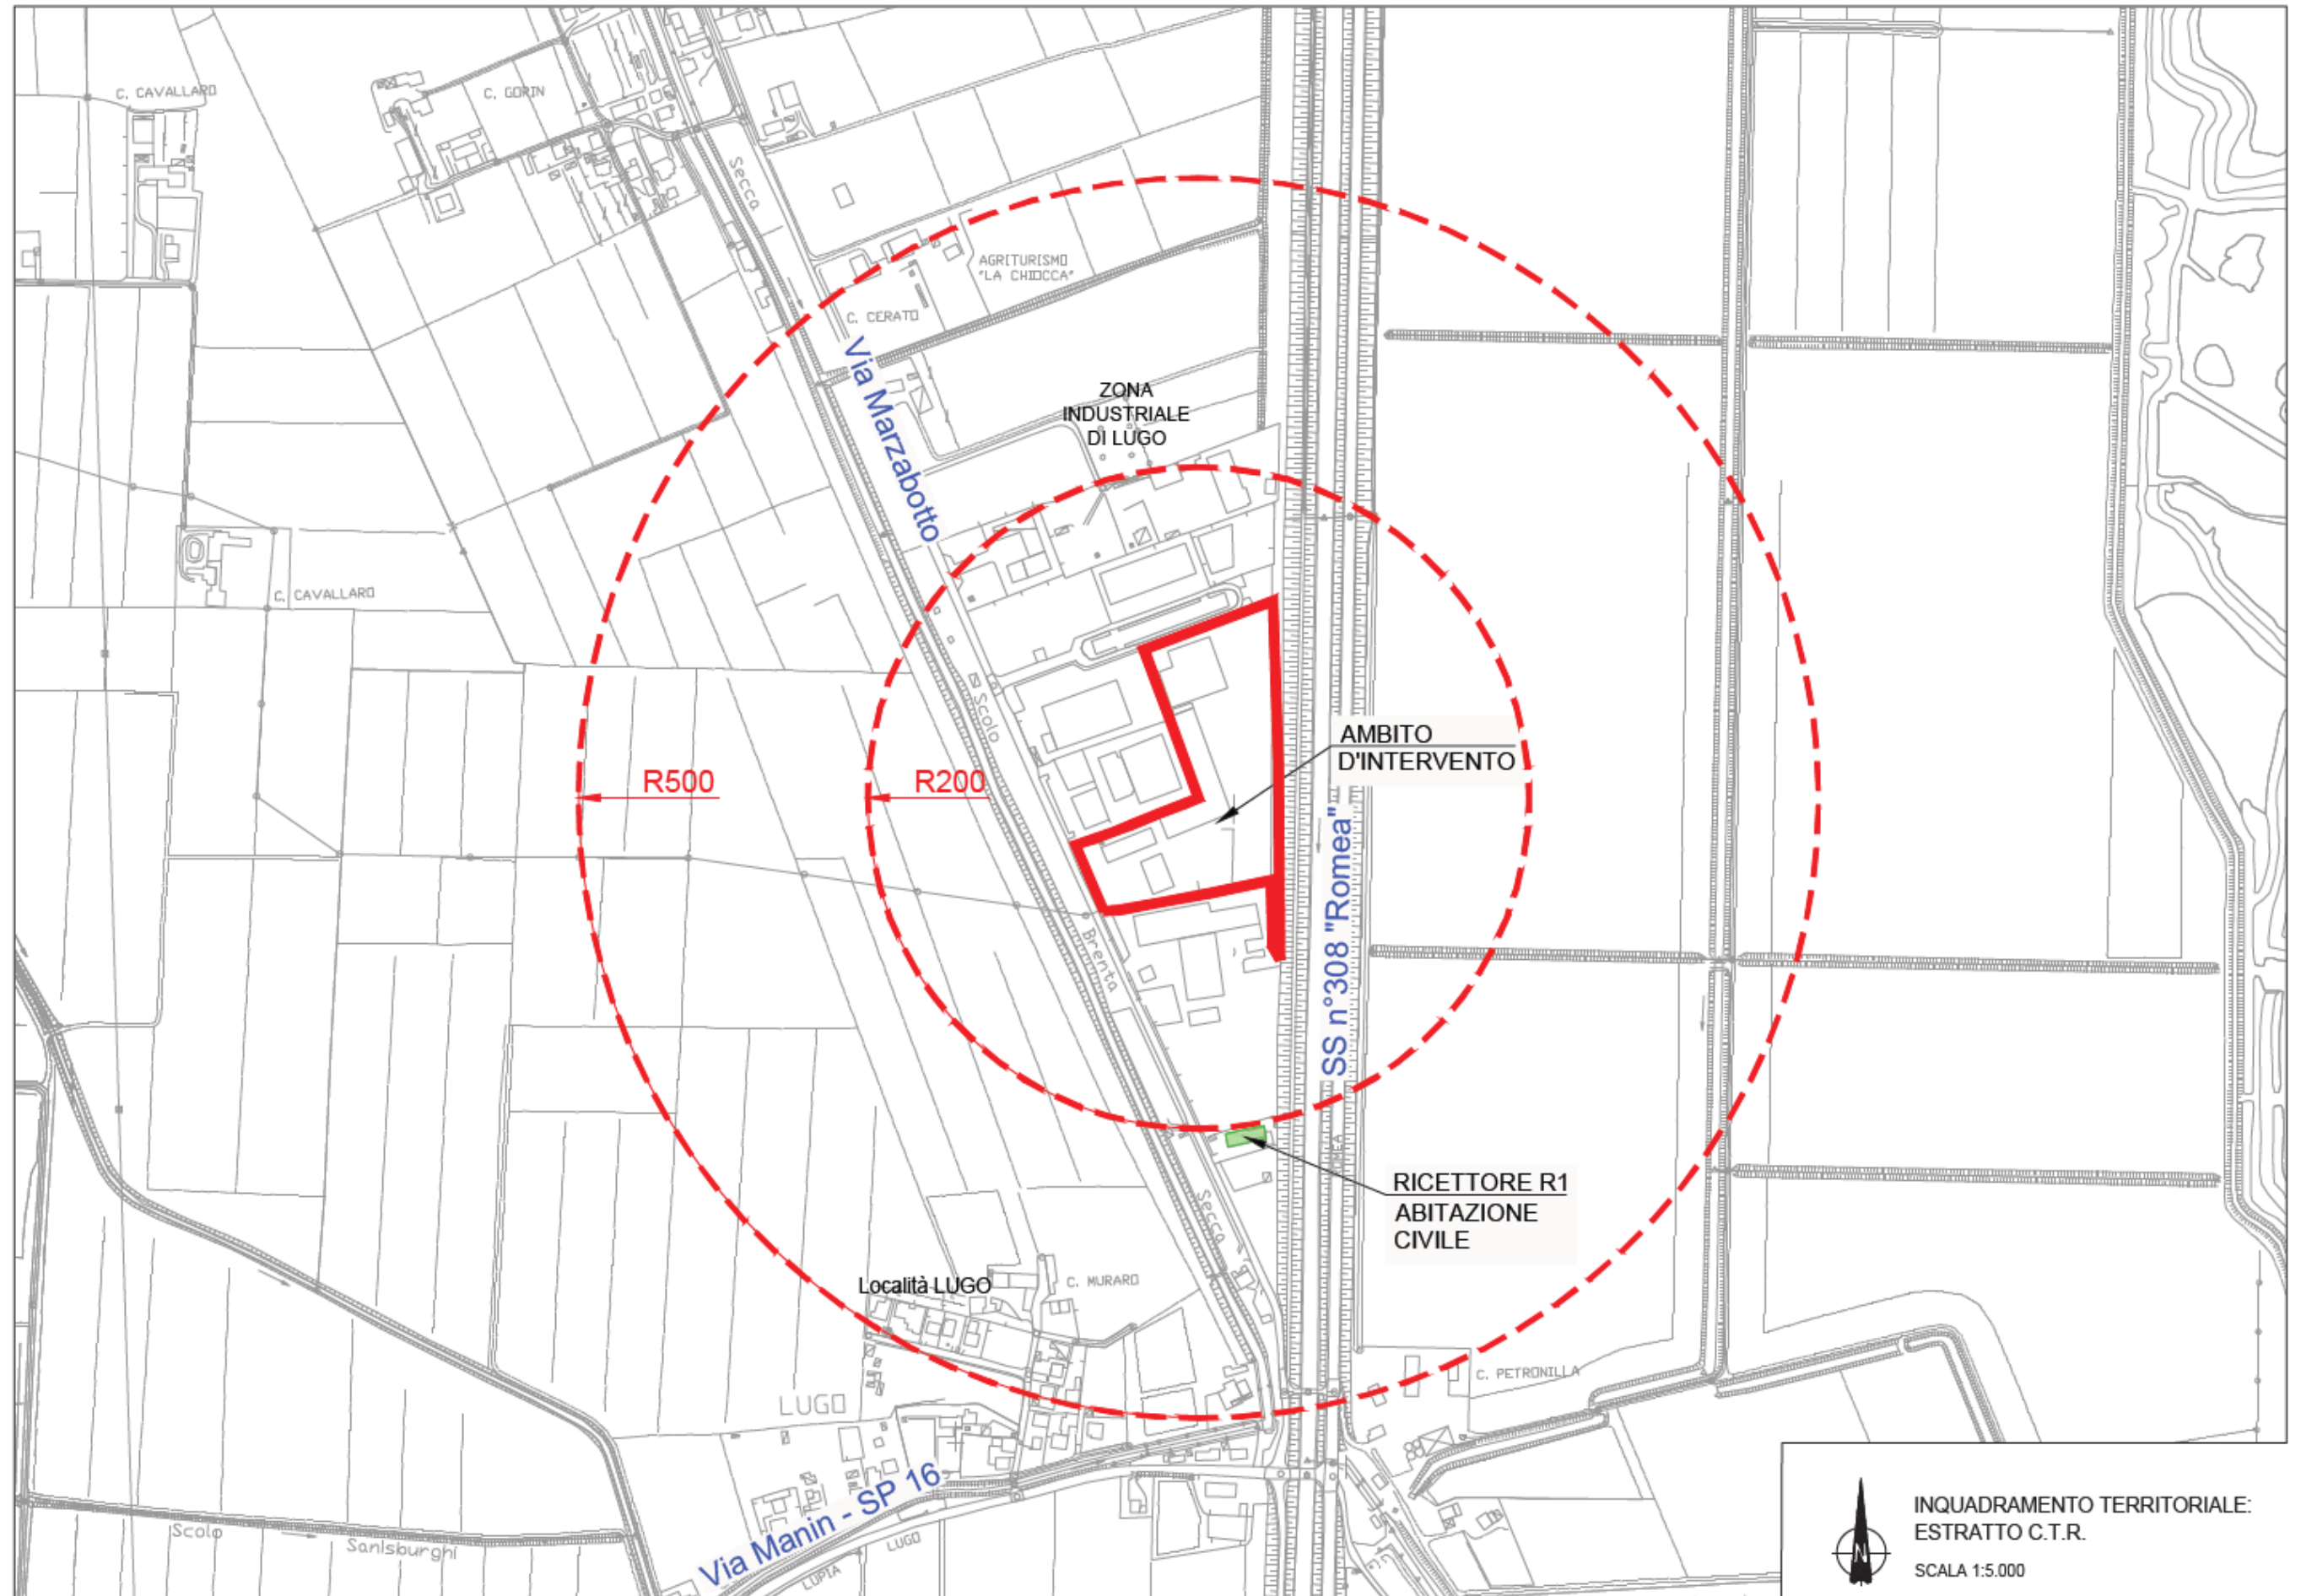 C. CAVALLARO
C. GORIN
Secco
AGRITURISMO
"LA CHIOCCA"
C. CERATO
Via Marzabotto
ZONA
INDUSTRIALE
DI LUGO
C. CAVALLARO
Scolo
AMBITO
D'INTERVENTO
R500
R200
SS n°308 "Romea"
Brenta
RICETTORE R1
ABITAZIONE
CIVILE
Secco
Località LUGO
C. MURARO
C. PETRONILLA
LUGO
Via Manin - SP 16
LUGO
LUPIA
Scolo
Sanlsburghi
N
INQUADRAMENTO TERRITORIALE:
ESTRATTO C.T.R.
SCALA 1:5.000